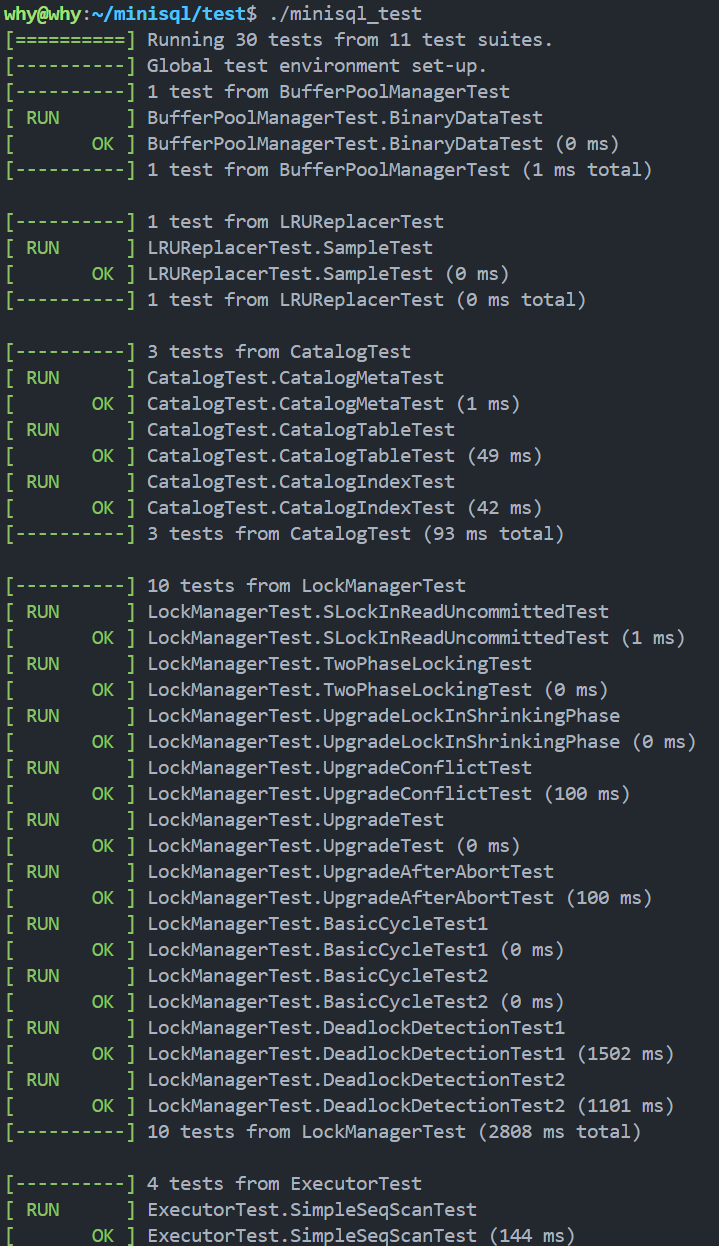 why@why:~/minisql/test$ ./minisql_test
[==========] Running 30 tests from 11 test suites.
[----------] Global test environment set-up.
[----------] 1 test from BufferPoolManagerTest
[ RUN      ] BufferPoolManagerTest.BinaryDataTest
[       OK ] BufferPoolManagerTest.BinaryDataTest (0 ms)
[----------] 1 test from BufferPoolManagerTest (1 ms total)

[----------] 1 test from LRUReplacerTest
[ RUN      ] LRUReplacerTest.SampleTest
[       OK ] LRUReplacerTest.SampleTest (0 ms)
[----------] 1 test from LRUReplacerTest (0 ms total)

[----------] 3 tests from CatalogTest
[ RUN      ] CatalogTest.CatalogMetaTest
[       OK ] CatalogTest.CatalogMetaTest (1 ms)
[ RUN      ] CatalogTest.CatalogTableTest
[       OK ] CatalogTest.CatalogTableTest (49 ms)
[ RUN      ] CatalogTest.CatalogIndexTest
[       OK ] CatalogTest.CatalogIndexTest (42 ms)
[----------] 3 tests from CatalogTest (93 ms total)

[----------] 10 tests from LockManagerTest
[ RUN      ] LockManagerTest.SLockInReadUncommittedTest
[       OK ] LockManagerTest.SLockInReadUncommittedTest (1 ms)
[ RUN      ] LockManagerTest.TwoPhaseLockingTest
[       OK ] LockManagerTest.TwoPhaseLockingTest (0 ms)
[ RUN      ] LockManagerTest.UpgradeLockInShrinkingPhase
[       OK ] LockManagerTest.UpgradeLockInShrinkingPhase (0 ms)
[ RUN      ] LockManagerTest.UpgradeConflictTest
[       OK ] LockManagerTest.UpgradeConflictTest (100 ms)
[ RUN      ] LockManagerTest.UpgradeTest
[       OK ] LockManagerTest.UpgradeTest (0 ms)
[ RUN      ] LockManagerTest.UpgradeAfterAbortTest
[       OK ] LockManagerTest.UpgradeAfterAbortTest (100 ms)
[ RUN      ] LockManagerTest.BasicCycleTest1
[       OK ] LockManagerTest.BasicCycleTest1 (0 ms)
[ RUN      ] LockManagerTest.BasicCycleTest2
[       OK ] LockManagerTest.BasicCycleTest2 (0 ms)
[ RUN      ] LockManagerTest.DeadlockDetectionTest1
[       OK ] LockManagerTest.DeadlockDetectionTest1 (1502 ms)
[ RUN      ] LockManagerTest.DeadlockDetectionTest2
[       OK ] LockManagerTest.DeadlockDetectionTest2 (1101 ms)
[----------] 10 tests from LockManagerTest (2808 ms total)

[----------] 4 tests from ExecutorTest
[ RUN      ] ExecutorTest.SimpleSeqScanTest
[       OK ] ExecutorTest.SimpleSeqScanTest (144 ms)